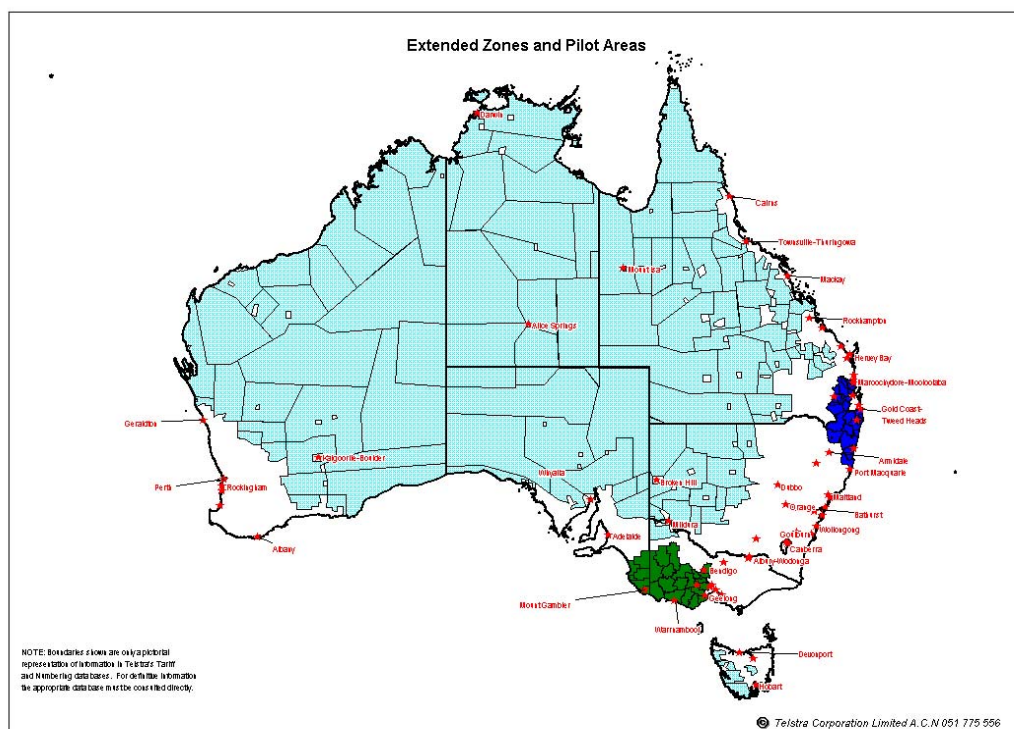 Extended Zones and Pilot Areas
Darwin
Cairns
Townsville-Thuringowa
Mount Isa
Mackay
Rockhampton
Alice Springs
Hervey Bay
Maroochydore-Mooloolaba
Gold Coast-
Tweed Heads
Geraldton
Kalgoorlie-Boulder
Armidale
Whyalla
Port Macquarie
Perth
Rockingham
Broken Hill
Dubbo
Maitland
Orange
Bathurst
Mildura
Wollongong
Adelaide
Goulburn
Canberra
Albany
Albury-Wodonga
Bendigo
Mount Gambier
Geelong
Warrnambool
Devonport
Hobart
NOTE: Boundaries shown are only a pictorial
representation of information in Telstra's Tariff
and Numbering databases. For definitive information
the appropriate database must be consulted directly.
© Telstra Corporation Limited A.C.N 051 775 556